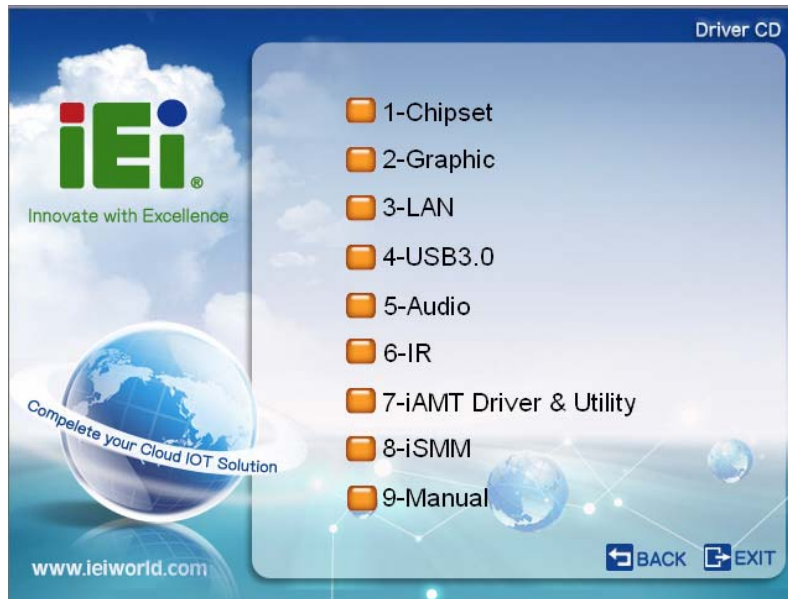 Driver CD
iEi®
Innovate with Excellence
1-Chipset
2-Graphic
3-LAN
4-USB3.0
5-Audio
6-IR
7-iAMT Driver & Utility
8-iSMM
9-Manual
Compelete your Cloud IOT Solution
www.ieiworld.com
BACK EXIT